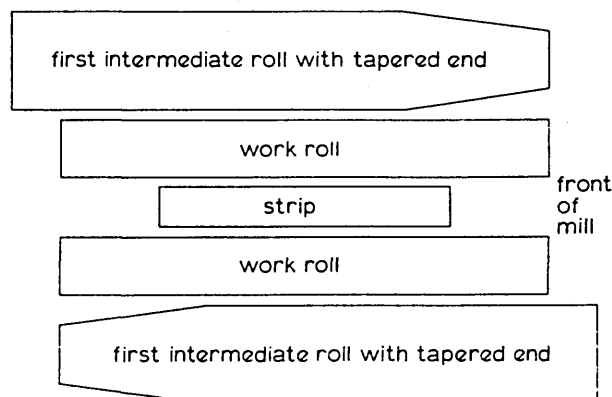 first intermediate roll with tapered end
work roll
strip
front
of
mill
work roll
first intermediate roll with tapered end